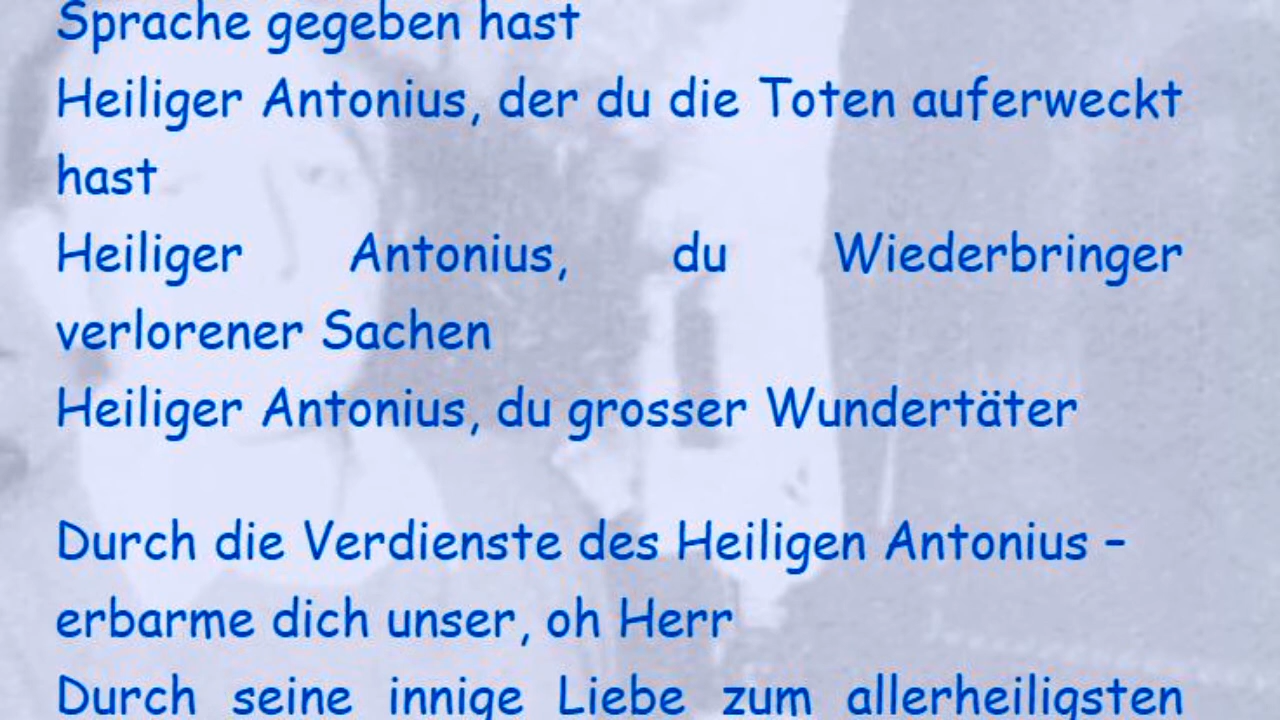 Sprache gegeben hast
Heiliger Antonius, der du die Toten auferweckt
hast
Heiliger Antonius, du Wiederbringer
verlorener Sachen
Heiliger Antonius, du grosser Wundertäter
Durch die Verdienste des Heiligen Antonius –
erbarme dich unser, oh Herr
Durch seine innige Liebe zum allerheiligsten